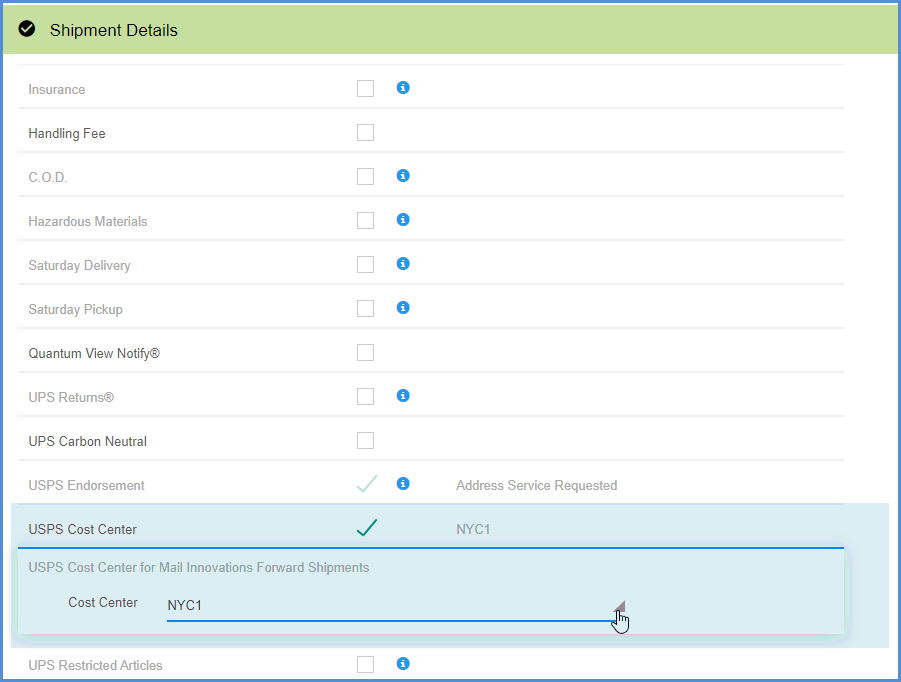 Shipment Details
Insurance
Handling Fee
C.O.D.
Hazardous Materials
Saturday Delivery
Saturday Pickup
Quantum View Notify®
UPS Returns®
UPS Carbon Neutral
USPS Endorsement Address Service Requested
USPS Cost Center NYC1
USPS Cost Center for Mail Innovations Forward Shipments
Cost Center NYC1
UPS Restricted Articles